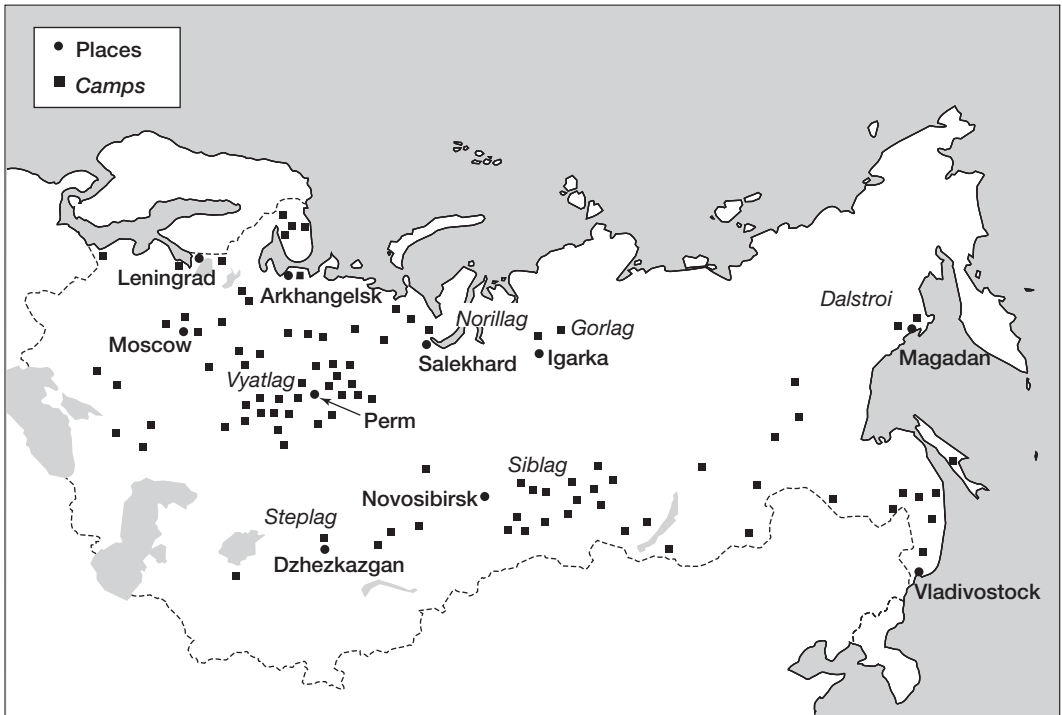 Places
Camps
Leningrad
Arkhangelsk
Dalstroi
Norillag
Gorlag
Moscow
Salekhard
Igarka
Magadan
Vyatlag
Perm
Siblag
Novosibirsk
Steplag
Dzhezkazgan
Vladivostock